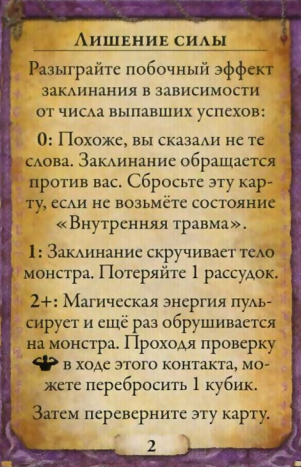 Лишение силы
Разыграйте побочный эффект
заклинания в зависимости
от числа выпавших успехов:
0: Похоже, вы сказали не те
слова. Заклинание обращается
против вас. Сбросьте эту кар-
ту, если не возьмёте состояние
«Внутренняя травма».
1: Заклинание скручивает тело
монстра. Потеряйте 1 рассудок.
2+: Магическая энергия пуль-
сирует и ещё раз обрушивается
на монстра. Проходя проверку
в ходе этого контакта, мо-
жете перебросить 1 кубик.
Затем переверните эту карту.
2